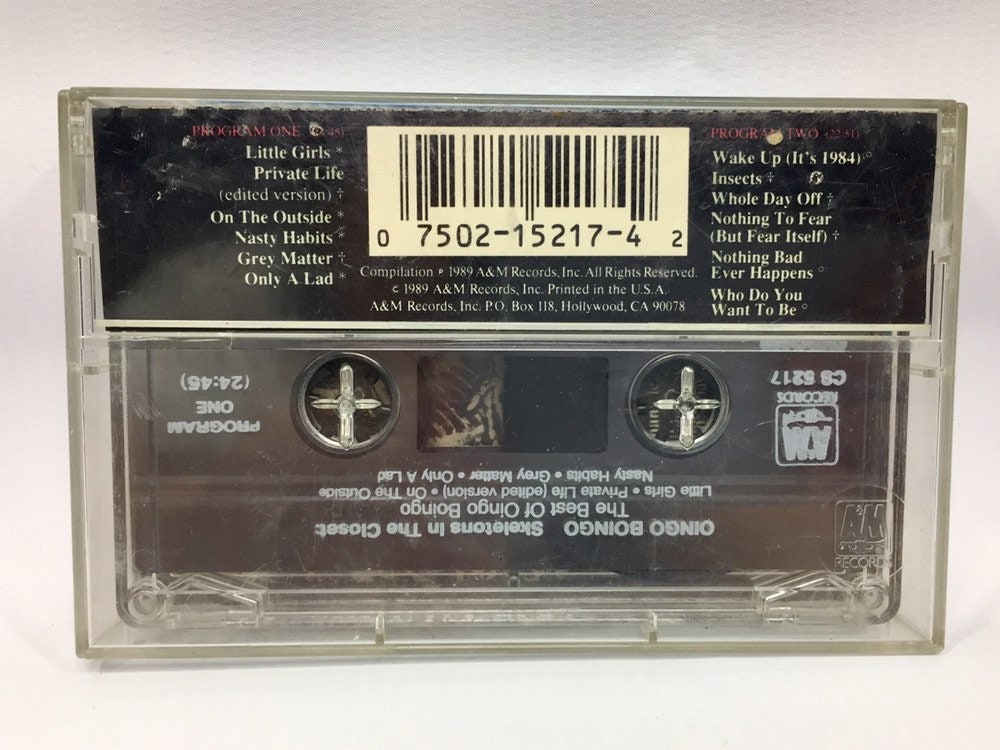 PROGRAM ONE (24:45)
Little Girls *
Private Life
(edited version) †
On The Outside *
Nasty Habits *
Grey Matter †
Only A Lad *
0 7502-15217-4 2
Compilation ℗ 1989 A&M Records, Inc. All Rights Reserved.
© 1989 A&M Records, Inc. Printed in the U.S.A.
A&M Records, Inc. P.O. Box 118, Hollywood, CA 90078
PROGRAM TWO (22:51)
Wake Up (It's 1984) °
Insects †
Whole Day Off †
Nothing To Fear
(But Fear Itself) †
Nothing Bad
Ever Happens °
Who Do You
Want To Be °
OINGO BOINGO Skeletons In The Closet
The Best Of Oingo Boingo
Little Girls • Private Life (edited version) • On The Outside
Nasty Habits • Grey Matter • Only A Lad
A&M
RECORDS
CS 5217
PROGRAM
ONE
(24:45)
A&M
RECORDS